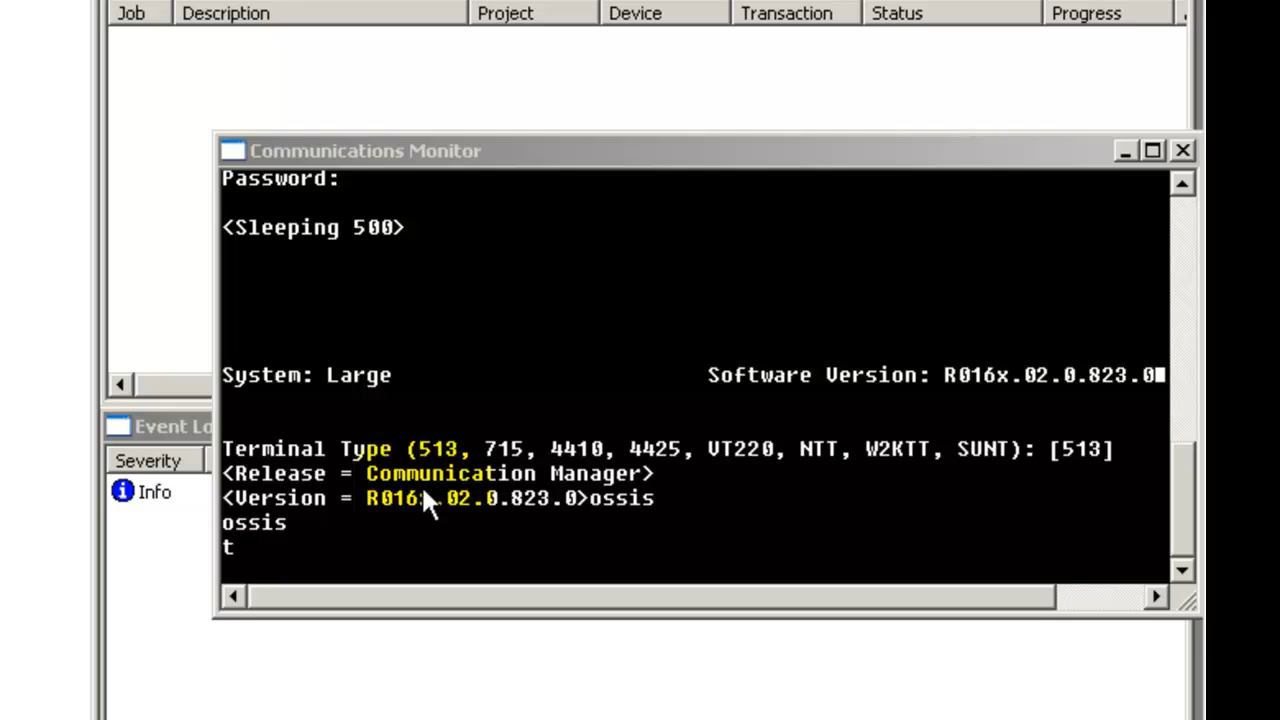 Job Description Project Device Transaction Status Progress
Communications Monitor
Password:
<Sleeping 500>
System: Large Software Version: R016x.02.0.823.0
Terminal Type (513, 715, 4410, 4425, VT220, NTT, W2KTT, SUNT): [513]
<Release = Communication Manager>
<Version = R016x.02.0.823.0>ossis
ossis
t
Event Lo
Severity
Info